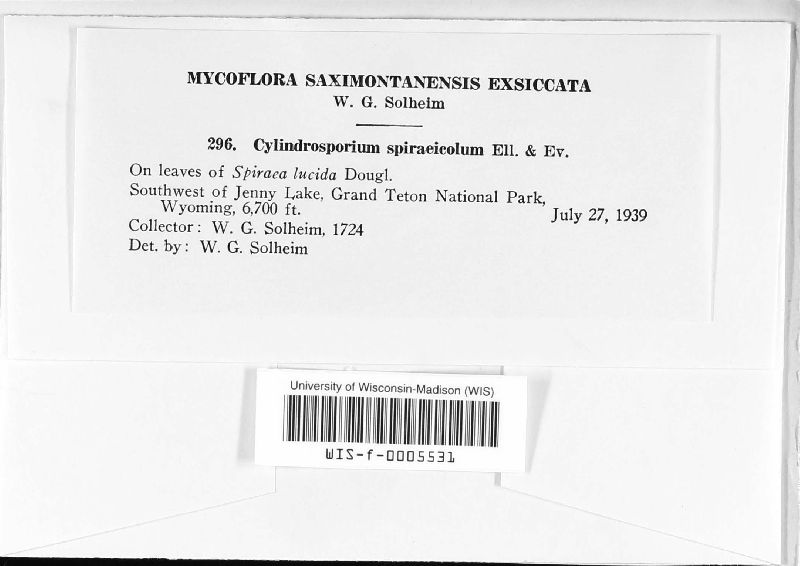 MYCOFLORA SAXIMONTANENSIS EXSICCATA
W. G. Solheim
296. Cylindrosporium spiraeicolum Ell. & Ev.
On leaves of Spiraea lucida Dougl.
Southwest of Jenny Lake, Grand Teton National Park,
Wyoming, 6,700 ft.
July 27, 1939
Collector: W. G. Solheim, 1724
Det. by: W. G. Solheim
University of Wisconsin-Madison (WIS)
WIS-f-0005531